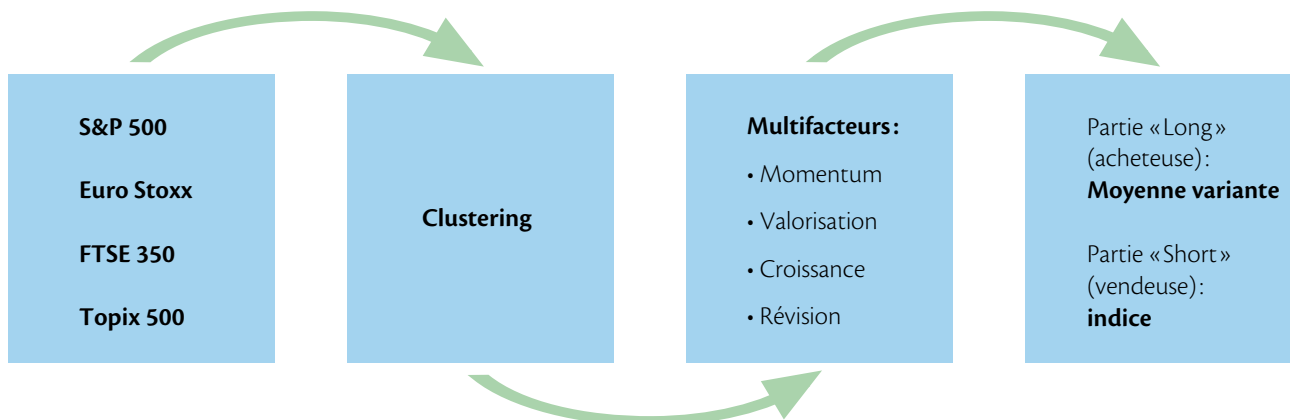 S&P 500
Euro Stoxx
FTSE 350
Topix 500
Clustering
Multifacteurs :
• Momentum
• Valorisation
• Croissance
• Révision
Partie « Long »
(acheteuse) :
Moyenne variante
Partie « Short »
(vendeuse) :
indice